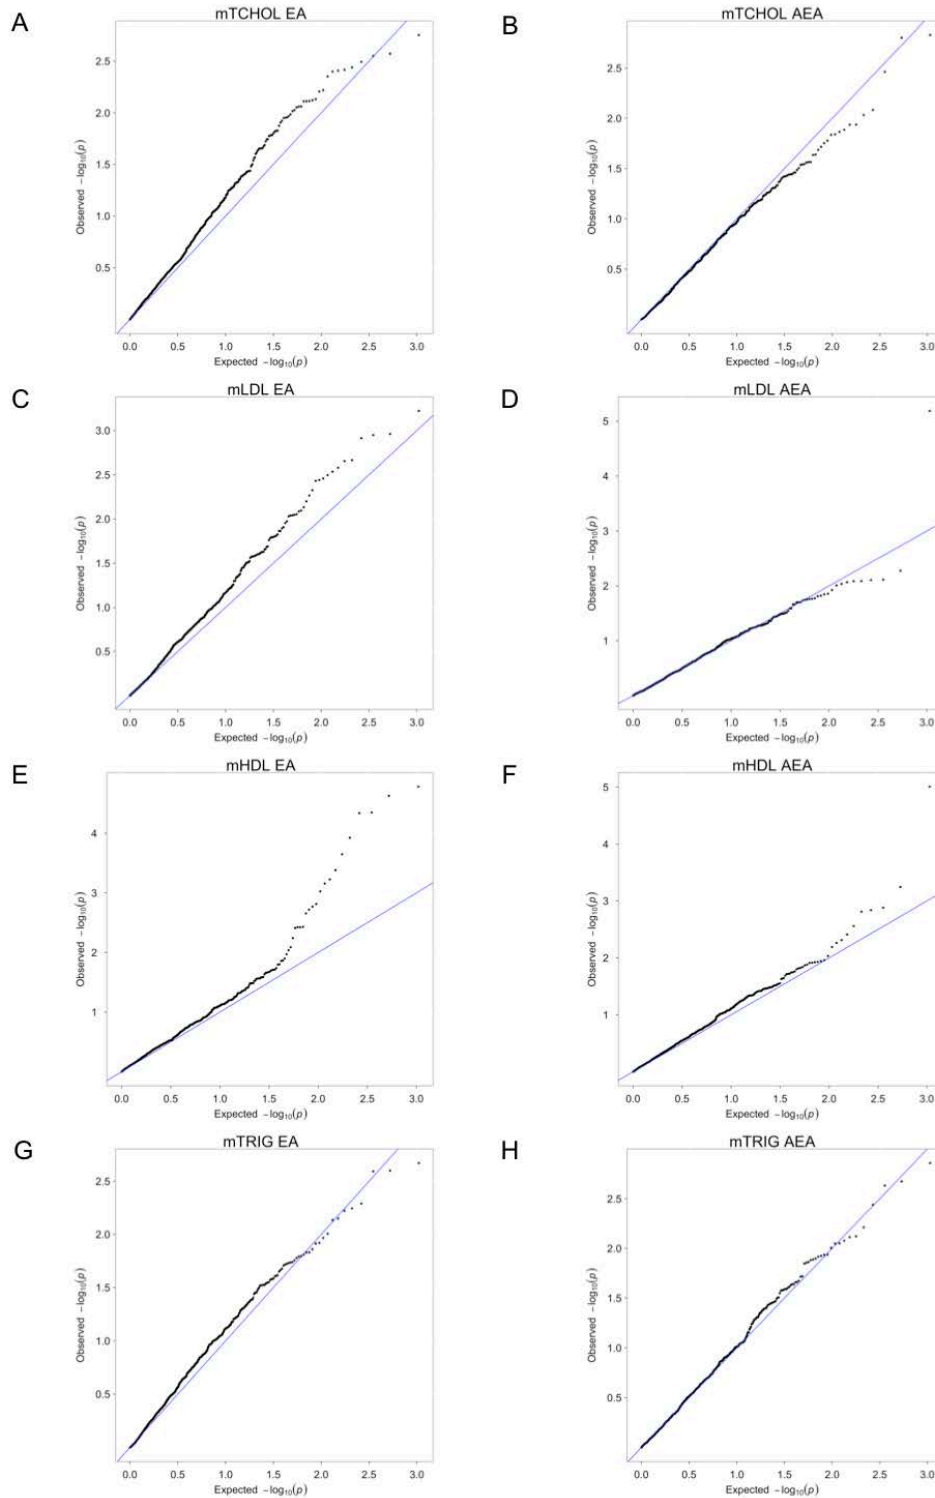 A
mTCHOL EA
Observed −log10(p)
2.5
2.0
1.5
1.0
0.5
0.0 0.5 1.0 1.5 2.0 2.5 3.0
Expected −log10(p)
B
mTCHOL AEA
Observed −log10(p)
2.5
2.0
1.5
1.0
0.5
0.0 0.5 1.0 1.5 2.0 2.5 3.0
Expected −log10(p)
C
mLDL EA
Observed −log10(p)
3.0
2.5
2.0
1.5
1.0
0.5
0.0 0.5 1.0 1.5 2.0 2.5 3.0
Expected −log10(p)
D
mLDL AEA
Observed −log10(p)
5
4
3
2
1
0.0 0.5 1.0 1.5 2.0 2.5 3.0
Expected −log10(p)
E
mHDL EA
Observed −log10(p)
4
3
2
1
0.0 0.5 1.0 1.5 2.0 2.5 3.0
Expected −log10(p)
F
mHDL AEA
Observed −log10(p)
5
4
3
2
1
0.0 0.5 1.0 1.5 2.0 2.5 3.0
Expected −log10(p)
G
mTRIG EA
Observed −log10(p)
2.5
2.0
1.5
1.0
0.5
0.0 0.5 1.0 1.5 2.0 2.5 3.0
Expected −log10(p)
H
mTRIG AEA
Observed −log10(p)
2.5
2.0
1.5
1.0
0.5
0.0 0.5 1.0 1.5 2.0 2.5 3.0
Expected −log10(p)